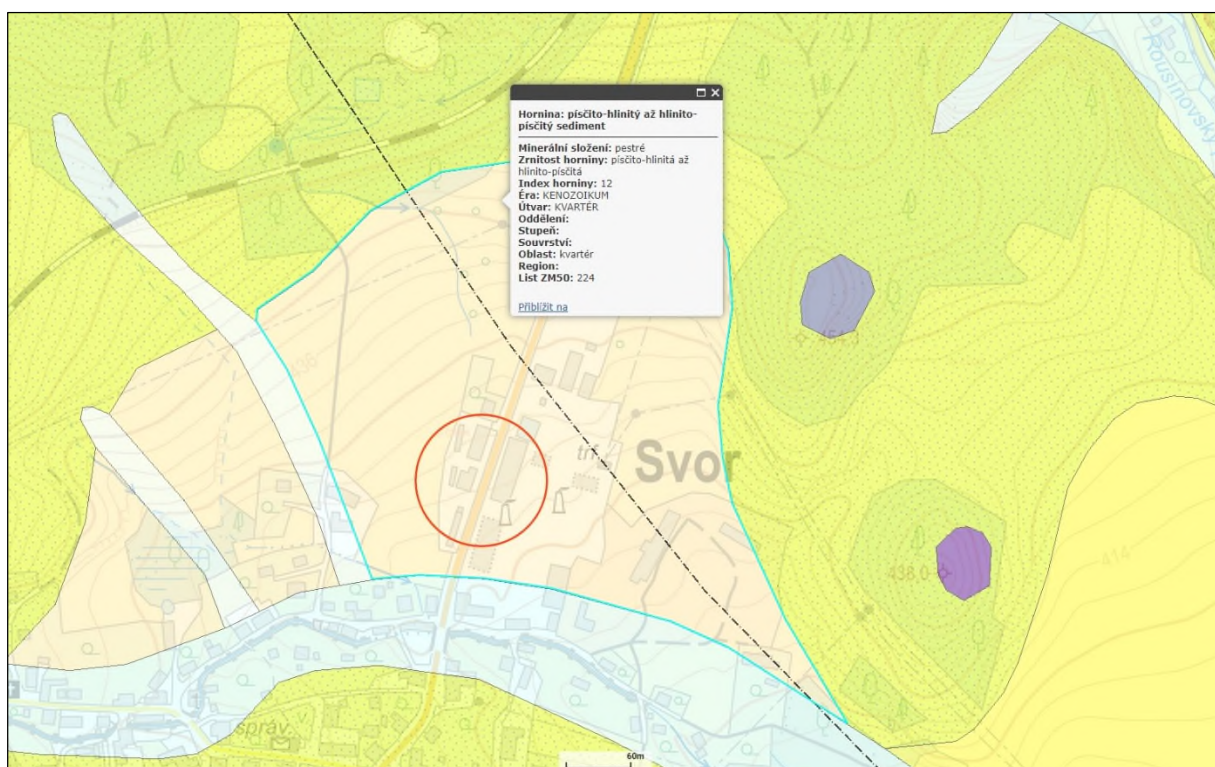 Rousínovský
Hornina: písčito-hlinitý až hlinito-
písčitý sediment
Minerální složení: pestré
Zrnitost horniny: písčito-hlinitá až
hlinito-písčitá
Index horniny: 12
Éra: KENOZOIKUM
Útvar: KVARTÉR
Oddělení:
Stupeň:
Souvrství:
Oblast: kvartér
Region:
List ZM50: 224
Přiblížit na
436
trf
Svor
414
správ.
60m